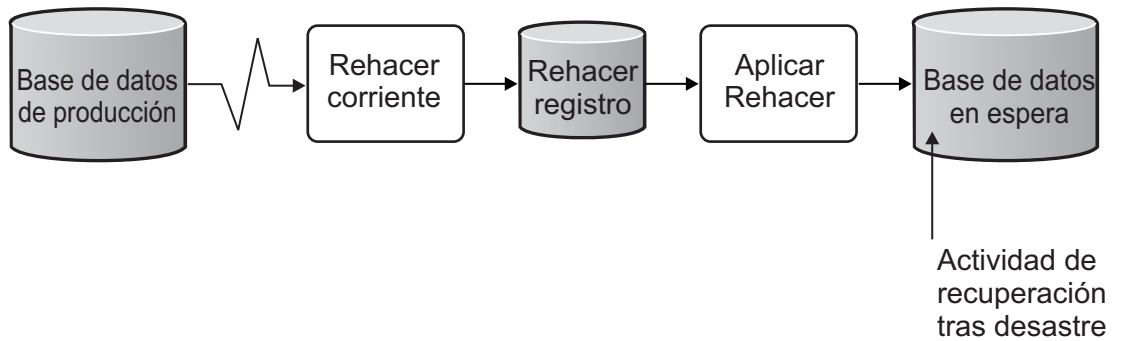 Base de datos
de producción
Rehacer
corriente
Rehacer
registro
Aplicar
Rehacer
Base de datos
en espera
Actividad de
recuperación
tras desastre